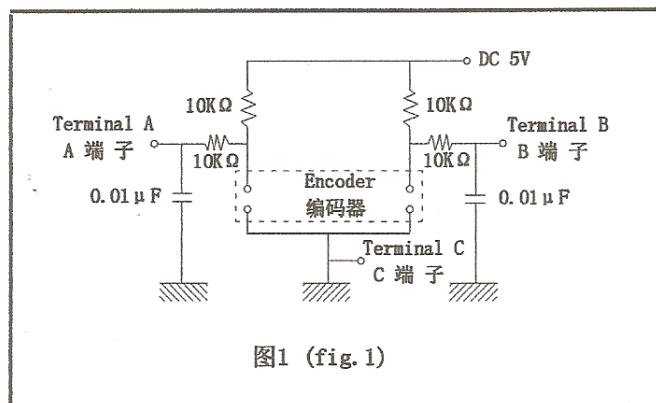 DC 5V
10KΩ
10KΩ
Terminal A
A 端 子
10KΩ
Terminal B
B 端 子
10KΩ
0.01μF
Encoder
编码器
0.01μF
Terminal C
C 端 子
图1 (fig.1)